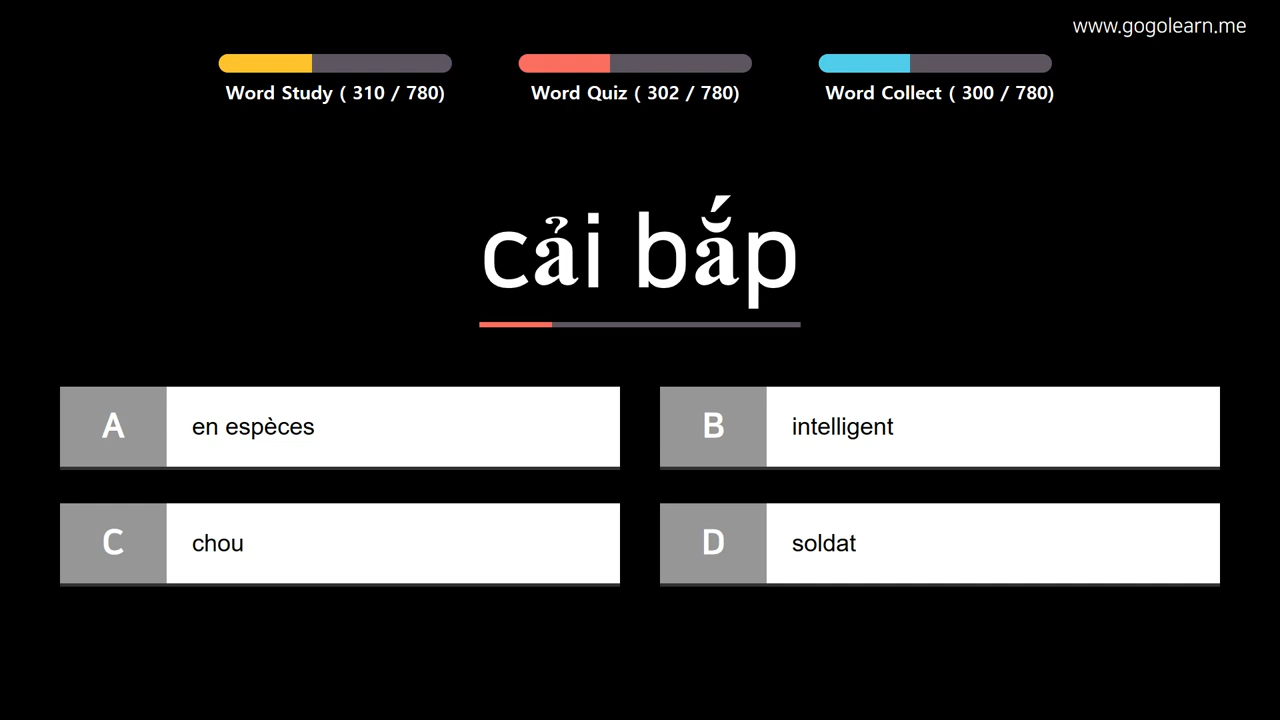 www.gogolearn.me
Word Study ( 310 / 780)
Word Quiz ( 302 / 780)
Word Collect ( 300 / 780)
cải bắp
A en espèces
B intelligent
C chou
D soldat